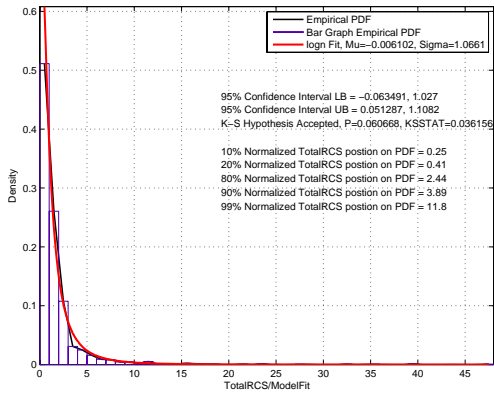 Empirical PDF
Bar Graph Empirical PDF
logn Fit, Mu=−0.006102, Sigma=1.0661
95% Confidence Interval LB = −0.063491, 1.027
95% Confidence Interval UB = 0.051287, 1.1082
K−S Hypothesis Accepted, P=0.060668, KSSTAT=0.036156
10% Normalized TotalRCS postion on PDF = 0.25
20% Normalized TotalRCS postion on PDF = 0.41
80% Normalized TotalRCS postion on PDF = 2.44
90% Normalized TotalRCS postion on PDF = 3.89
99% Normalized TotalRCS postion on PDF = 11.8
Density
0.6
0.5
0.4
0.3
0.2
0.1
0
0 5 10 15 20 25 30 35 40 45
TotalRCS/ModelFit